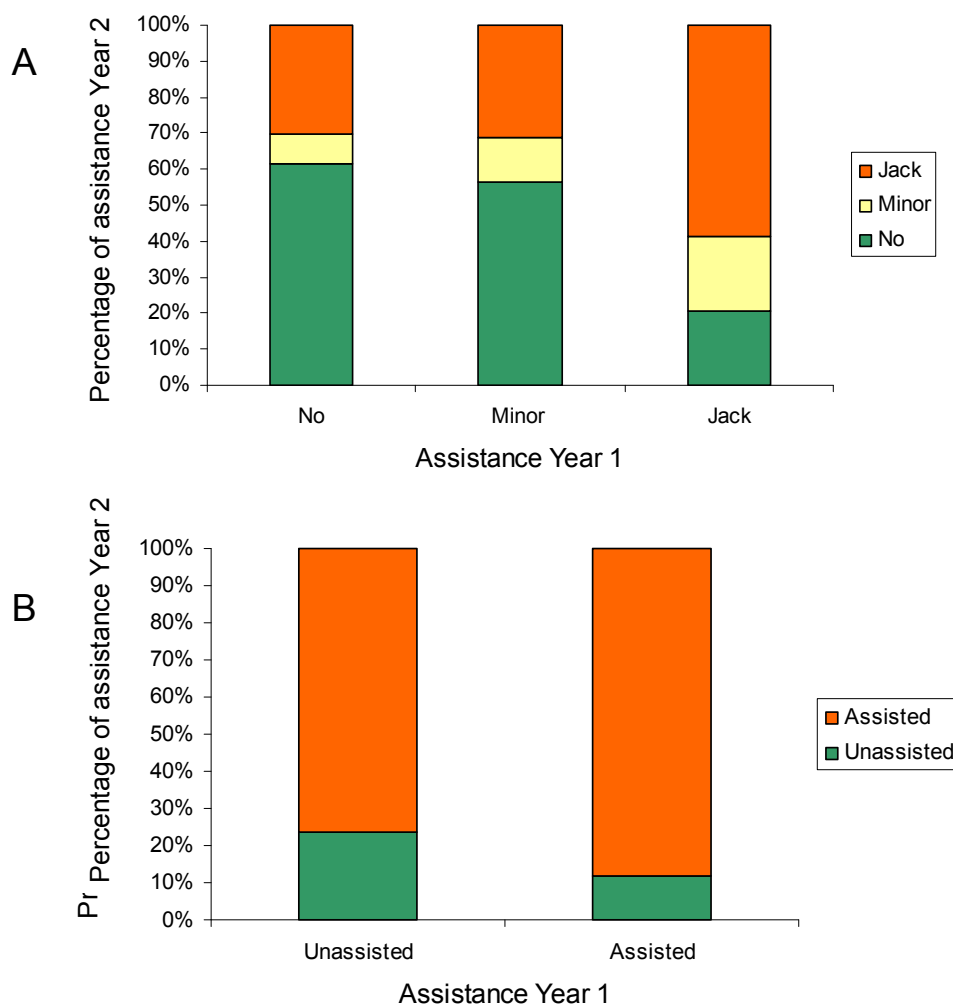 A
Percentage of assistance Year 2
100%
90%
80%
70%
60%
50%
40%
30%
20%
10%
0%
No
Minor
Jack
Assistance Year 1
Jack
Minor
No
B
Pr Percentage of assistance Year 2
100%
90%
80%
70%
60%
50%
40%
30%
20%
10%
0%
Unassisted
Assisted
Assistance Year 1
Assisted
Unassisted